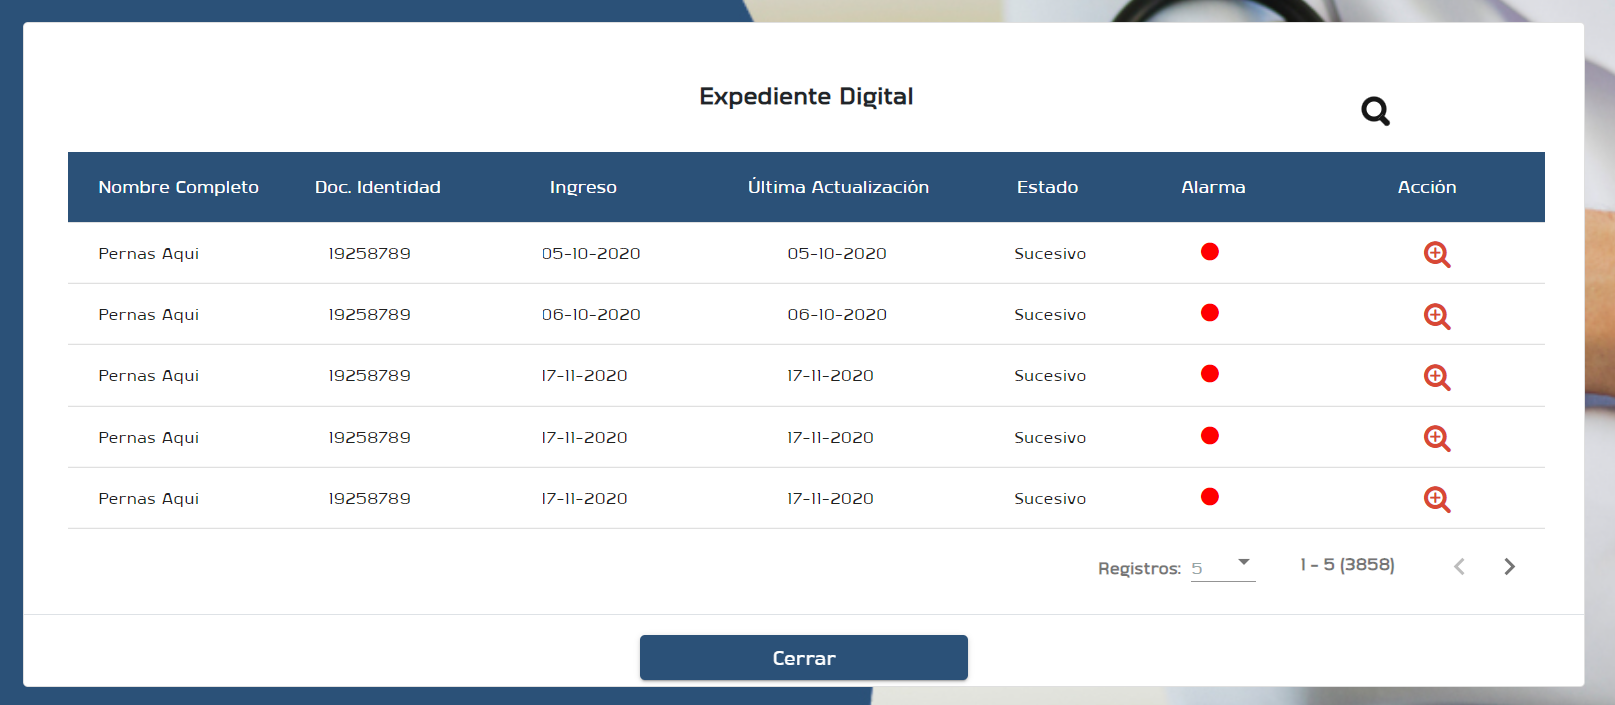 Expediente Digital
Nombre Completo Doc. Identidad Ingreso Última Actualización Estado Alarma Acción
Pernas Aqui 19258789 05-10-2020 05-10-2020 Sucesivo
Pernas Aqui 19258789 06-10-2020 06-10-2020 Sucesivo
Pernas Aqui 19258789 17-11-2020 17-11-2020 Sucesivo
Pernas Aqui 19258789 17-11-2020 17-11-2020 Sucesivo
Pernas Aqui 19258789 17-11-2020 17-11-2020 Sucesivo
Registros: 5 1 - 5 (3858)
Cerrar